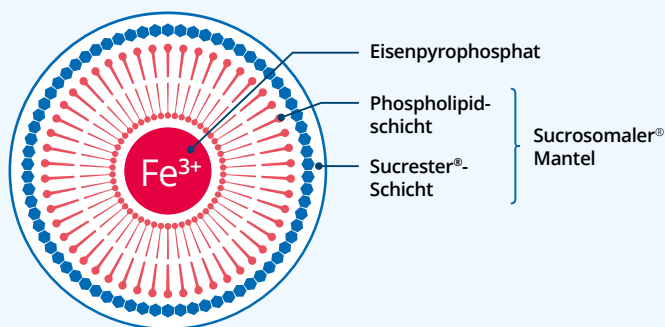 Eisenpyrophosphat
Phospholipid-
schicht
Sucrester®-
Schicht
Sucrosomaler®
Mantel
Fe³⁺